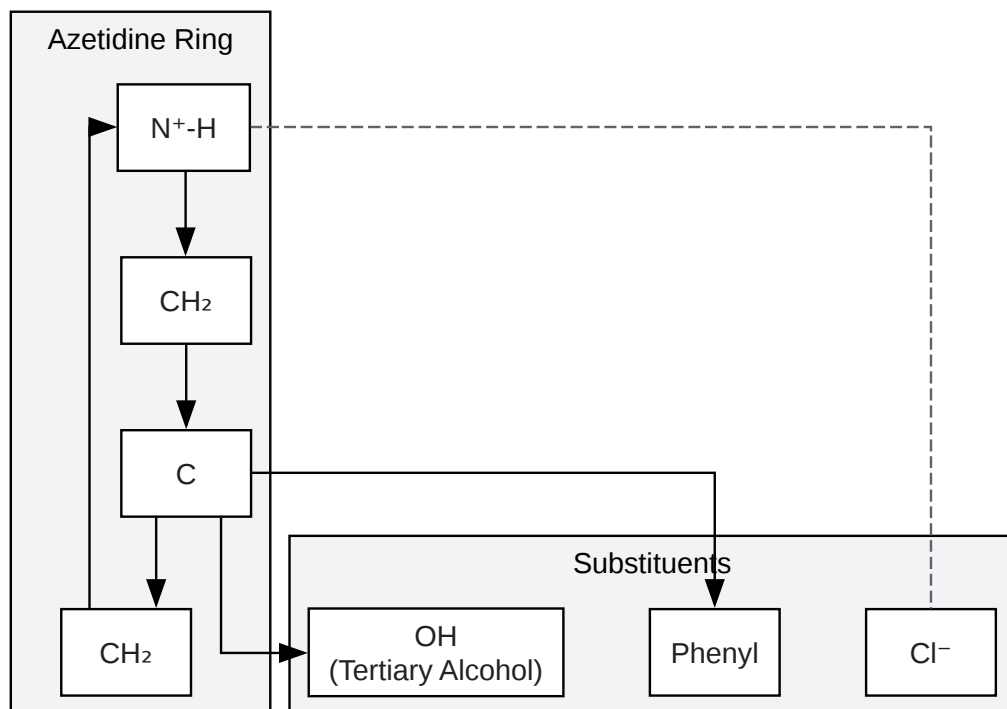 Azetidine Ring
N⁺-H
CH₂
C
Substituents
CH₂
OH
(Tertiary Alcohol)
Phenyl
Cl⁻